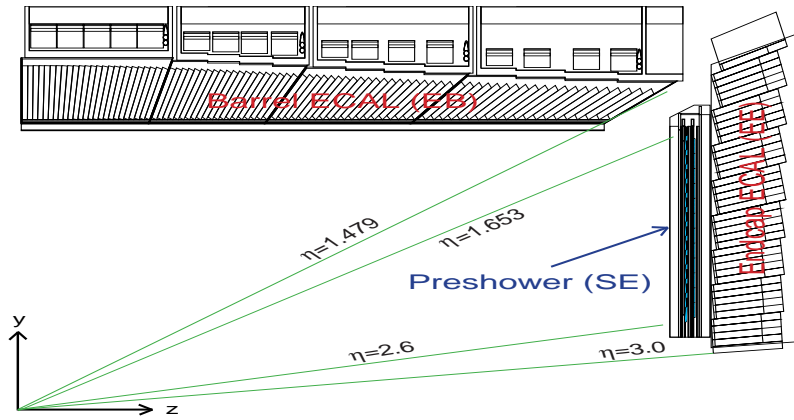 Barrel ECAL (EB)
Endcap ECAL (EE)
η=1.479
η=1.653
Preshower (SE)
y
η=2.6
η=3.0
z